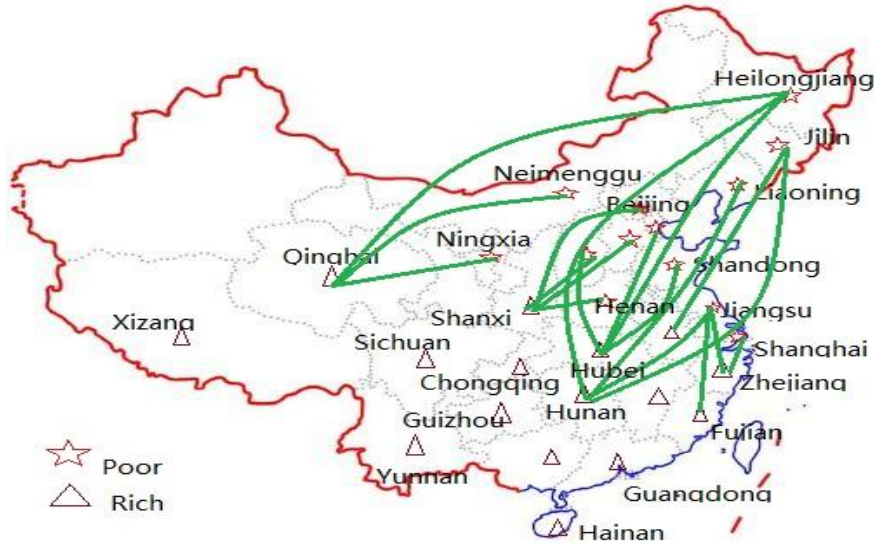 Heilongjiang
Jilin
Neimenggu
Liaoning
Beijing
Qinghai
Ningxia
Shandong
Henan
Jiangsu
Xizang
Shanxi
Sichuan
Hubei
Shanghai
Chongqing
Zhejiang
Guizhou
Hunan
Fujian
Poor
Yunnan
Rich
Guangdong
Hainan